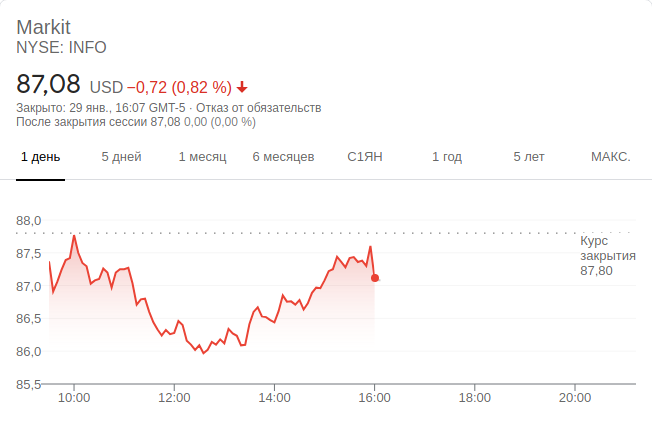 Markit
NYSE: INFO
87,08 USD −0,72 (0,82 %)
Закрыто: 29 янв., 16:07 GMT-5 · Отказ от обязательств
После закрытия сессии 87,08 0,00 (0,00 %)
1 день 5 дней 1 месяц 6 месяцев С1ЯН 1 год 5 лет МАКС.
88,0
Курс
закрытия
87,80
87,5
87,0
86,5
86,0
85,5
10:00 12:00 14:00 16:00 18:00 20:00